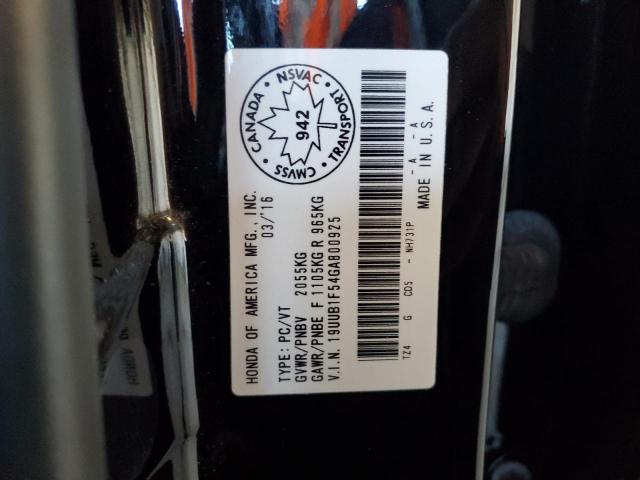 HONDA OF AMERICA MFG., INC.
03/'16
TYPE: PC/VT
GVWR/PNBV 2055KG
GAWR/PNBE F 1105KG R 965KG
V.I.N. 19UUB1F54GA800925
CANADA • NSVAC • TRANSPORT • CMVSS •
942
TZ4 G CD5 - NH731P
- A - A
MADE IN U.S.A.